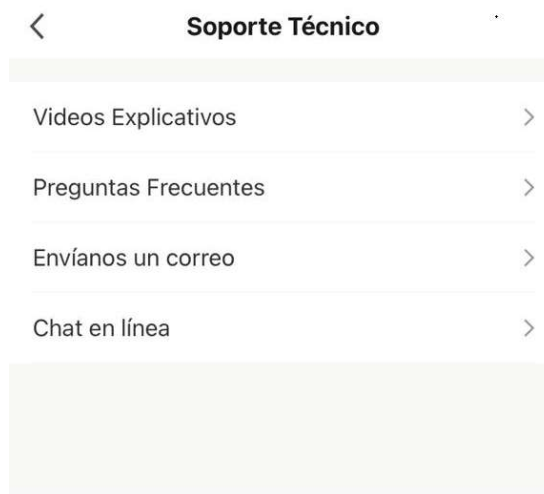 Soporte Técnico
Videos Explicativos
Preguntas Frecuentes
Envíanos un correo
Chat en línea